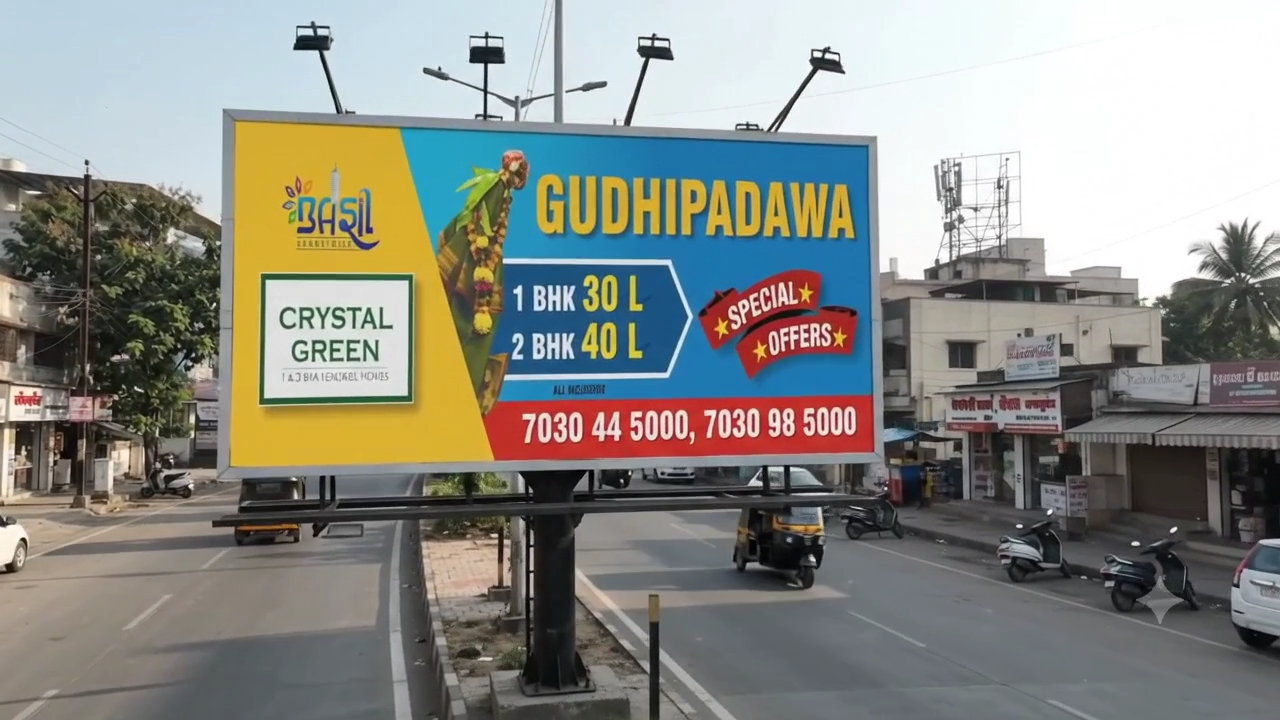 BASIL
CRYSTAL
GREEN
GUDHIPADAWA
1 BHK 30 L
2 BHK 40 L
SPECIAL
OFFERS
7030 44 5000, 7030 98 5000